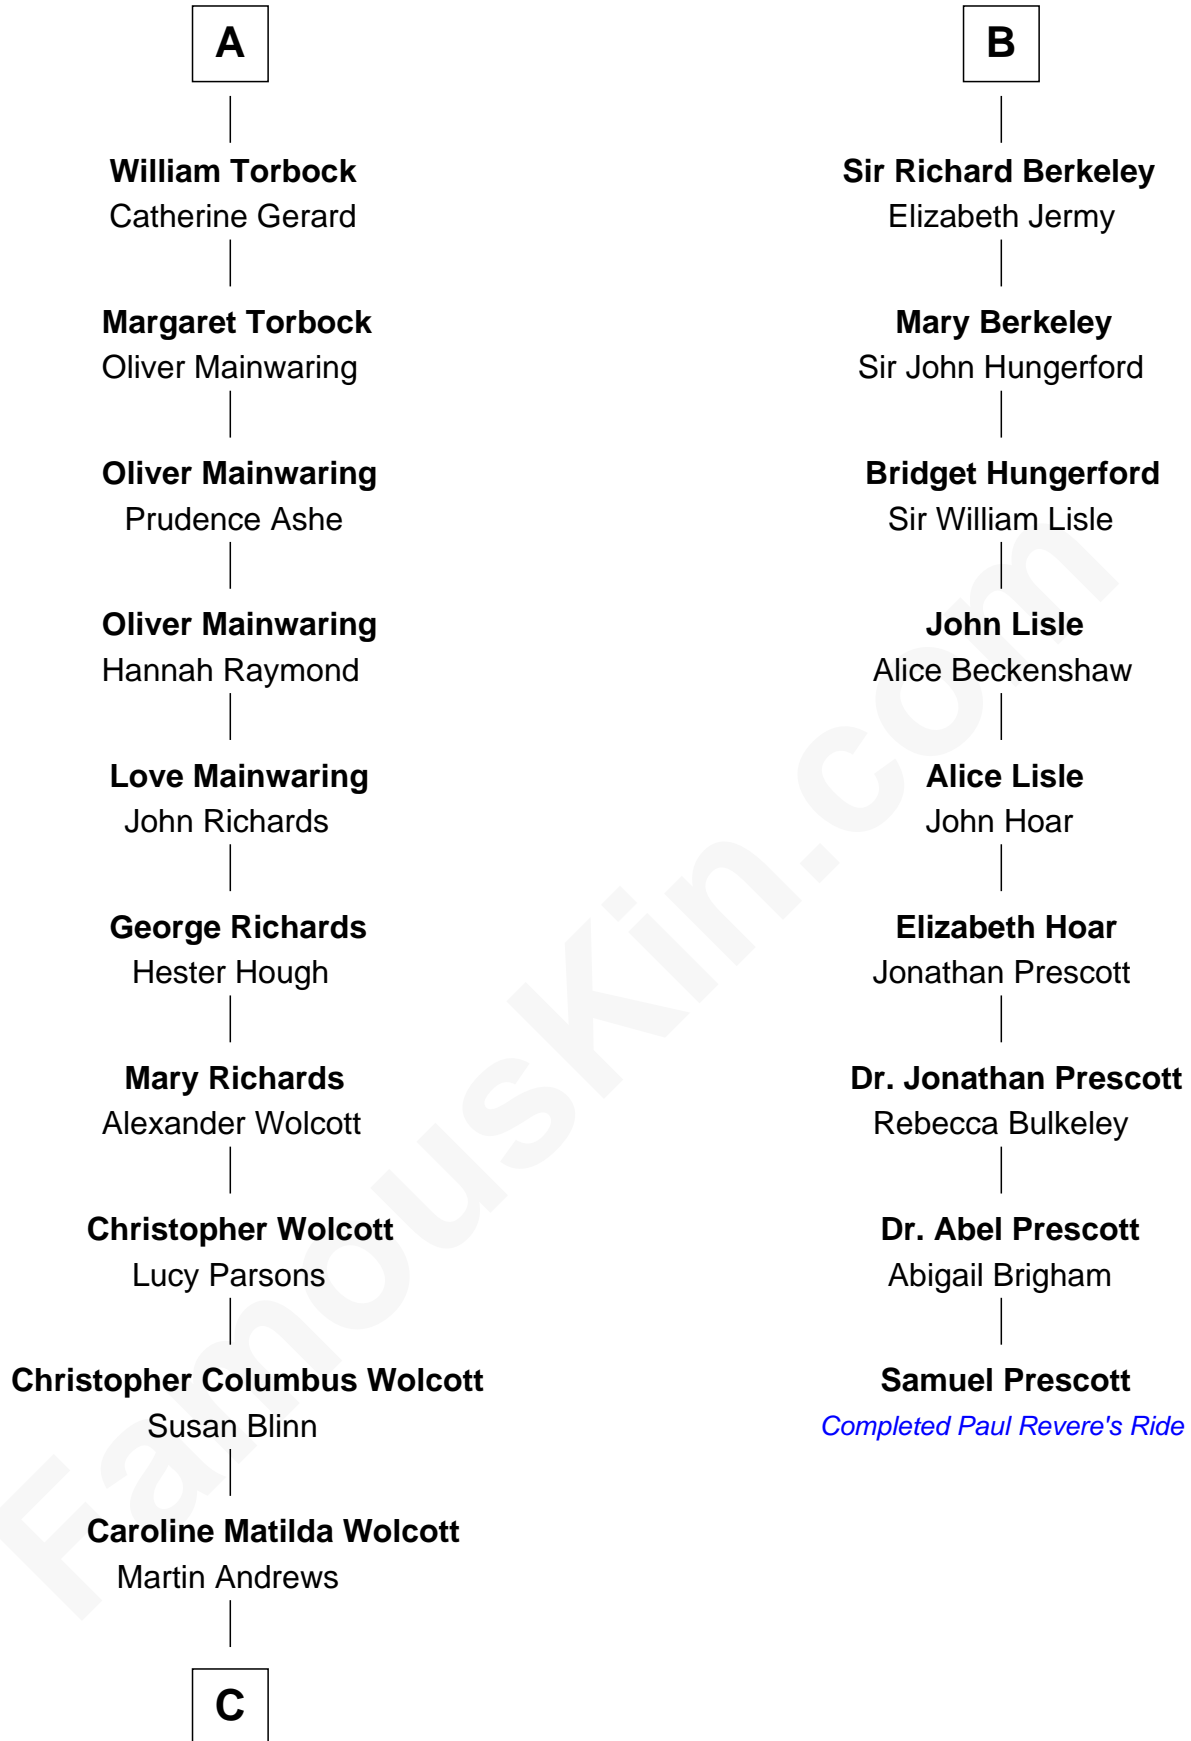 A
William Torbock
Catherine Gerard
Margaret Torbock
Oliver Mainwaring
Oliver Mainwaring
Prudence Ashe
Oliver Mainwaring
Hannah Raymond
Love Mainwaring
John Richards
George Richards
Hester Hough
Mary Richards
Alexander Wolcott
Christopher Wolcott
Lucy Parsons
Christopher Columbus Wolcott
Susan Blinn
Caroline Matilda Wolcott
Martin Andrews
C
B
Sir Richard Berkeley
Elizabeth Jermy
Mary Berkeley
Sir John Hungerford
Bridget Hungerford
Sir William Lisle
John Lisle
Alice Beckenshaw
Alice Lisle
John Hoar
Elizabeth Hoar
Jonathan Prescott
Dr. Jonathan Prescott
Rebecca Bulkeley
Dr. Abel Prescott
Abigail Brigham
Samuel Prescott
Completed Paul Revere's Ride
FamousKin.com